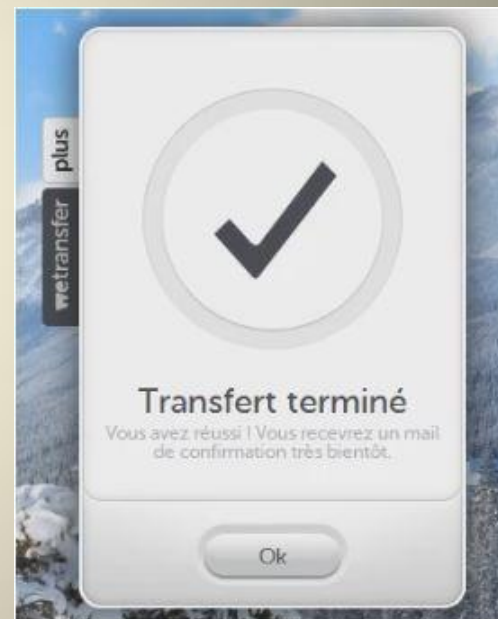 plus
wetransfer
Transfert terminé
Vous avez réussi ! Vous recevrez un mail
de confirmation très bientôt.
Ok